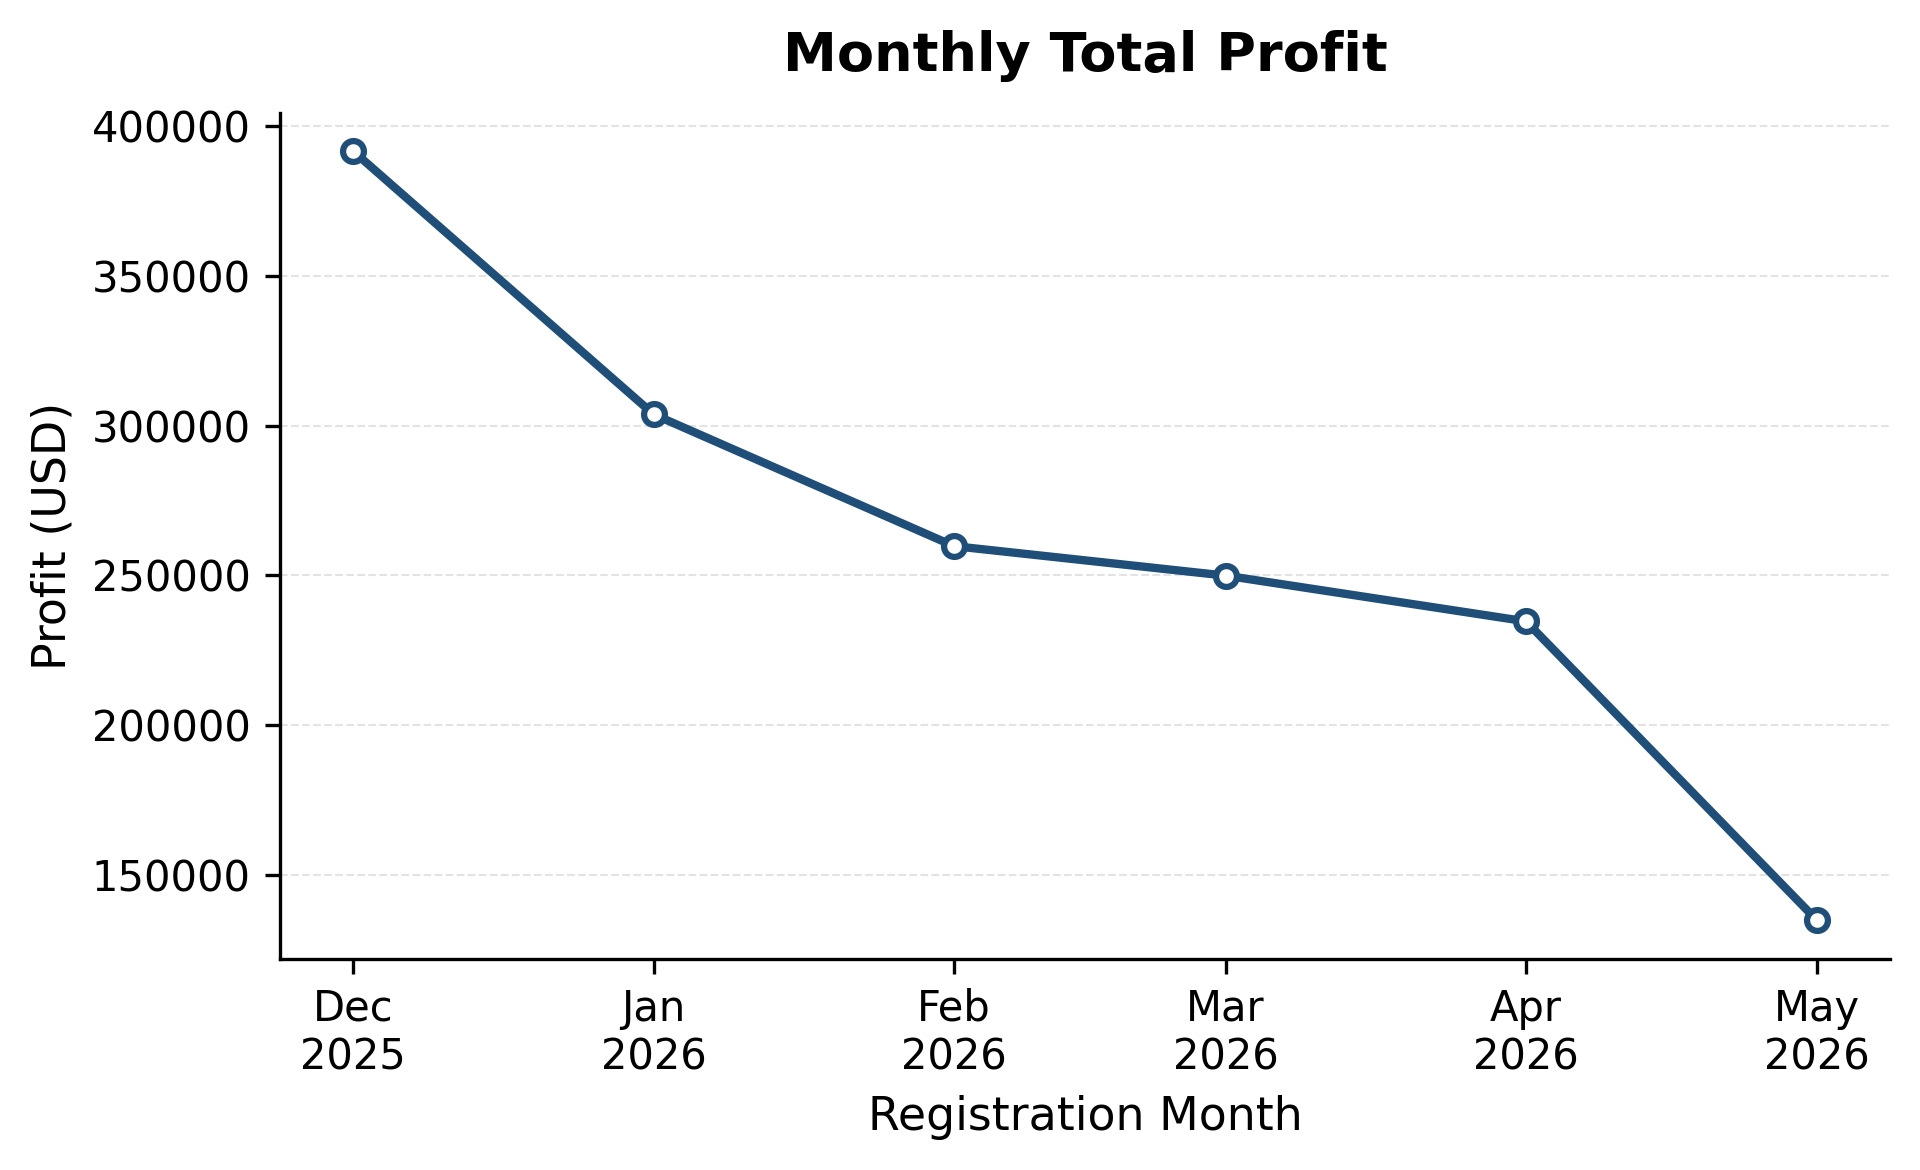 Monthly Total Profit
400000
350000
300000
250000
200000
150000
Profit (USD)
Dec
2025
Jan
2026
Feb
2026
Mar
2026
Apr
2026
May
2026
Registration Month